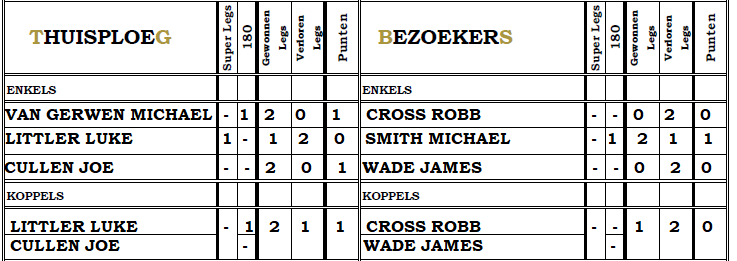 THUISPLOEG Super Legs 180 Gewonnen Legs Verloren Legs Punten BEZOEKERS Super Legs 180 Gewonnen Legs Verloren Legs Punten
ENKELS ENKELS
VAN GERWEN MICHAEL - 1 2 0 1 CROSS ROBB - - 0 2 0
LITTLER LUKE 1 - 1 2 0 SMITH MICHAEL - 1 2 1 1
CULLEN JOE - - 2 0 1 WADE JAMES - - 0 2 0
KOPPELS KOPPELS
LITTLER LUKE - 1 2 1 1 CROSS ROBB - - 1 2 0
CULLEN JOE - WADE JAMES -